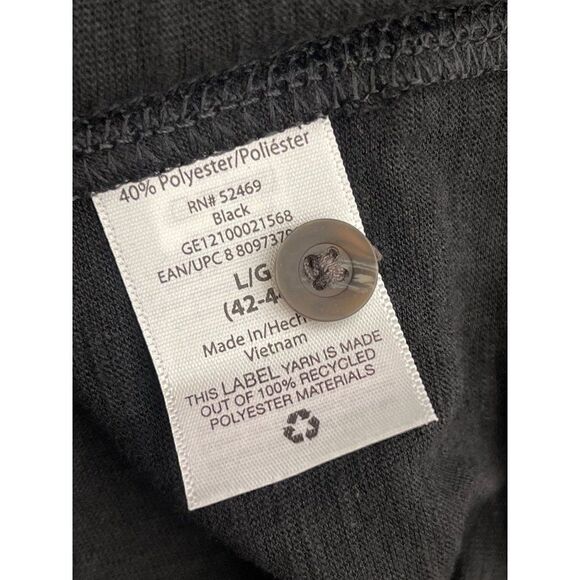 40% Polyester/Poliéster
RN# 52469
Black
GE12100021568
EAN/UPC 8 809737
L/G
(42-4
Made In/Hech
Vietnam
THIS LABEL YARN IS MADE
OUT OF 100% RECYCLED
POLYESTER MATERIALS